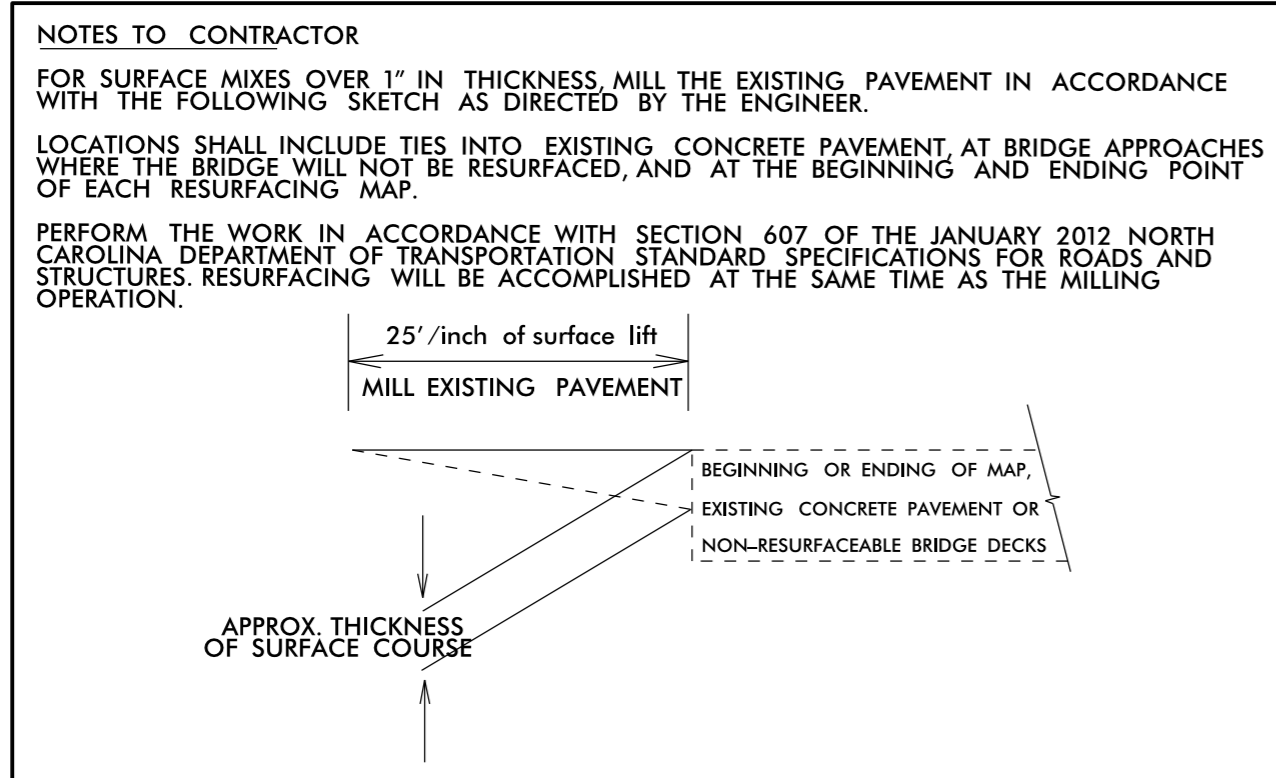 NOTES TO CONTRACTOR
FOR SURFACE MIXES OVER 1" IN THICKNESS, MILL THE EXISTING PAVEMENT IN ACCORDANCE
WITH THE FOLLOWING SKETCH AS DIRECTED BY THE ENGINEER.
LOCATIONS SHALL INCLUDE TIES INTO EXISTING CONCRETE PAVEMENT, AT BRIDGE APPROACHES
WHERE THE BRIDGE WILL NOT BE RESURFACED, AND AT THE BEGINNING AND ENDING POINT
OF EACH RESURFACING MAP.
PERFORM THE WORK IN ACCORDANCE WITH SECTION 607 OF THE JANUARY 2012 NORTH
CAROLINA DEPARTMENT OF TRANSPORTATION STANDARD SPECIFICATIONS FOR ROADS AND
STRUCTURES. RESURFACING WILL BE ACCOMPLISHED AT THE SAME TIME AS THE MILLING
OPERATION.
25'/inch of surface lift
MILL EXISTING PAVEMENT
BEGINNING OR ENDING OF MAP,
EXISTING CONCRETE PAVEMENT OR
NON-RESURFACEABLE BRIDGE DECKS
APPROX. THICKNESS
OF SURFACE COURSE